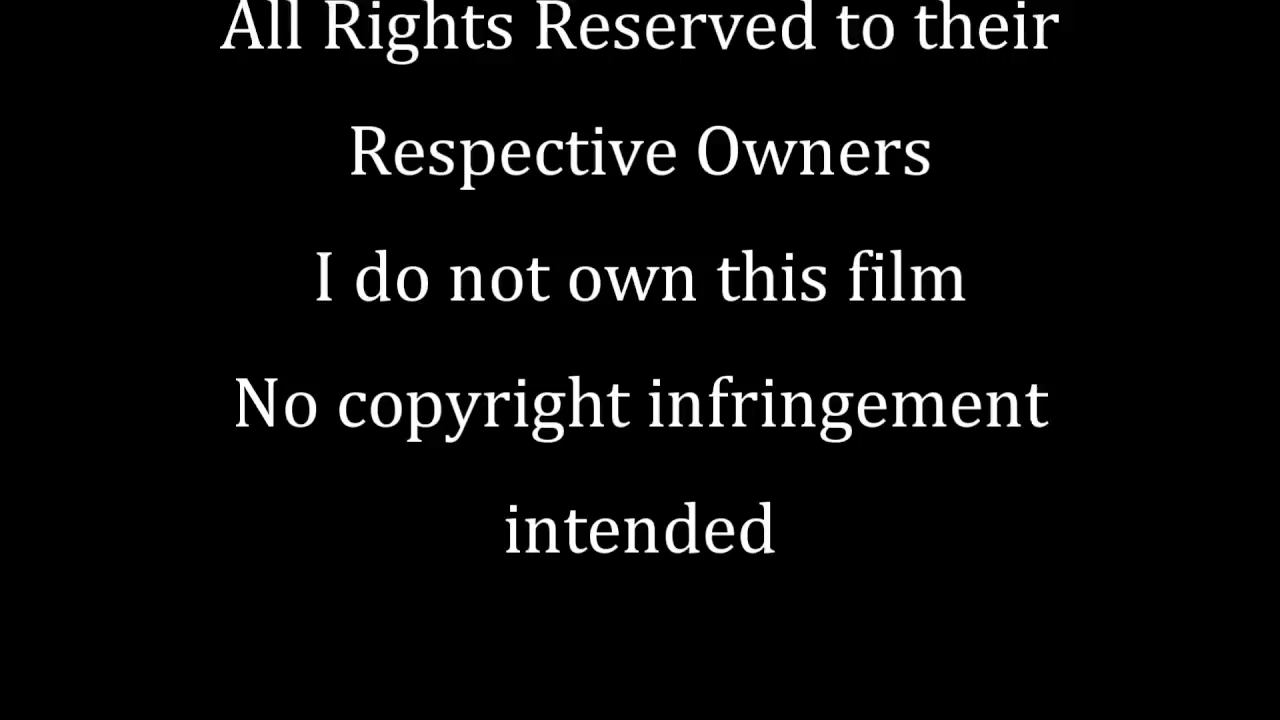 All Rights Reserved to their
Respective Owners
I do not own this film
No copyright infringement
intended